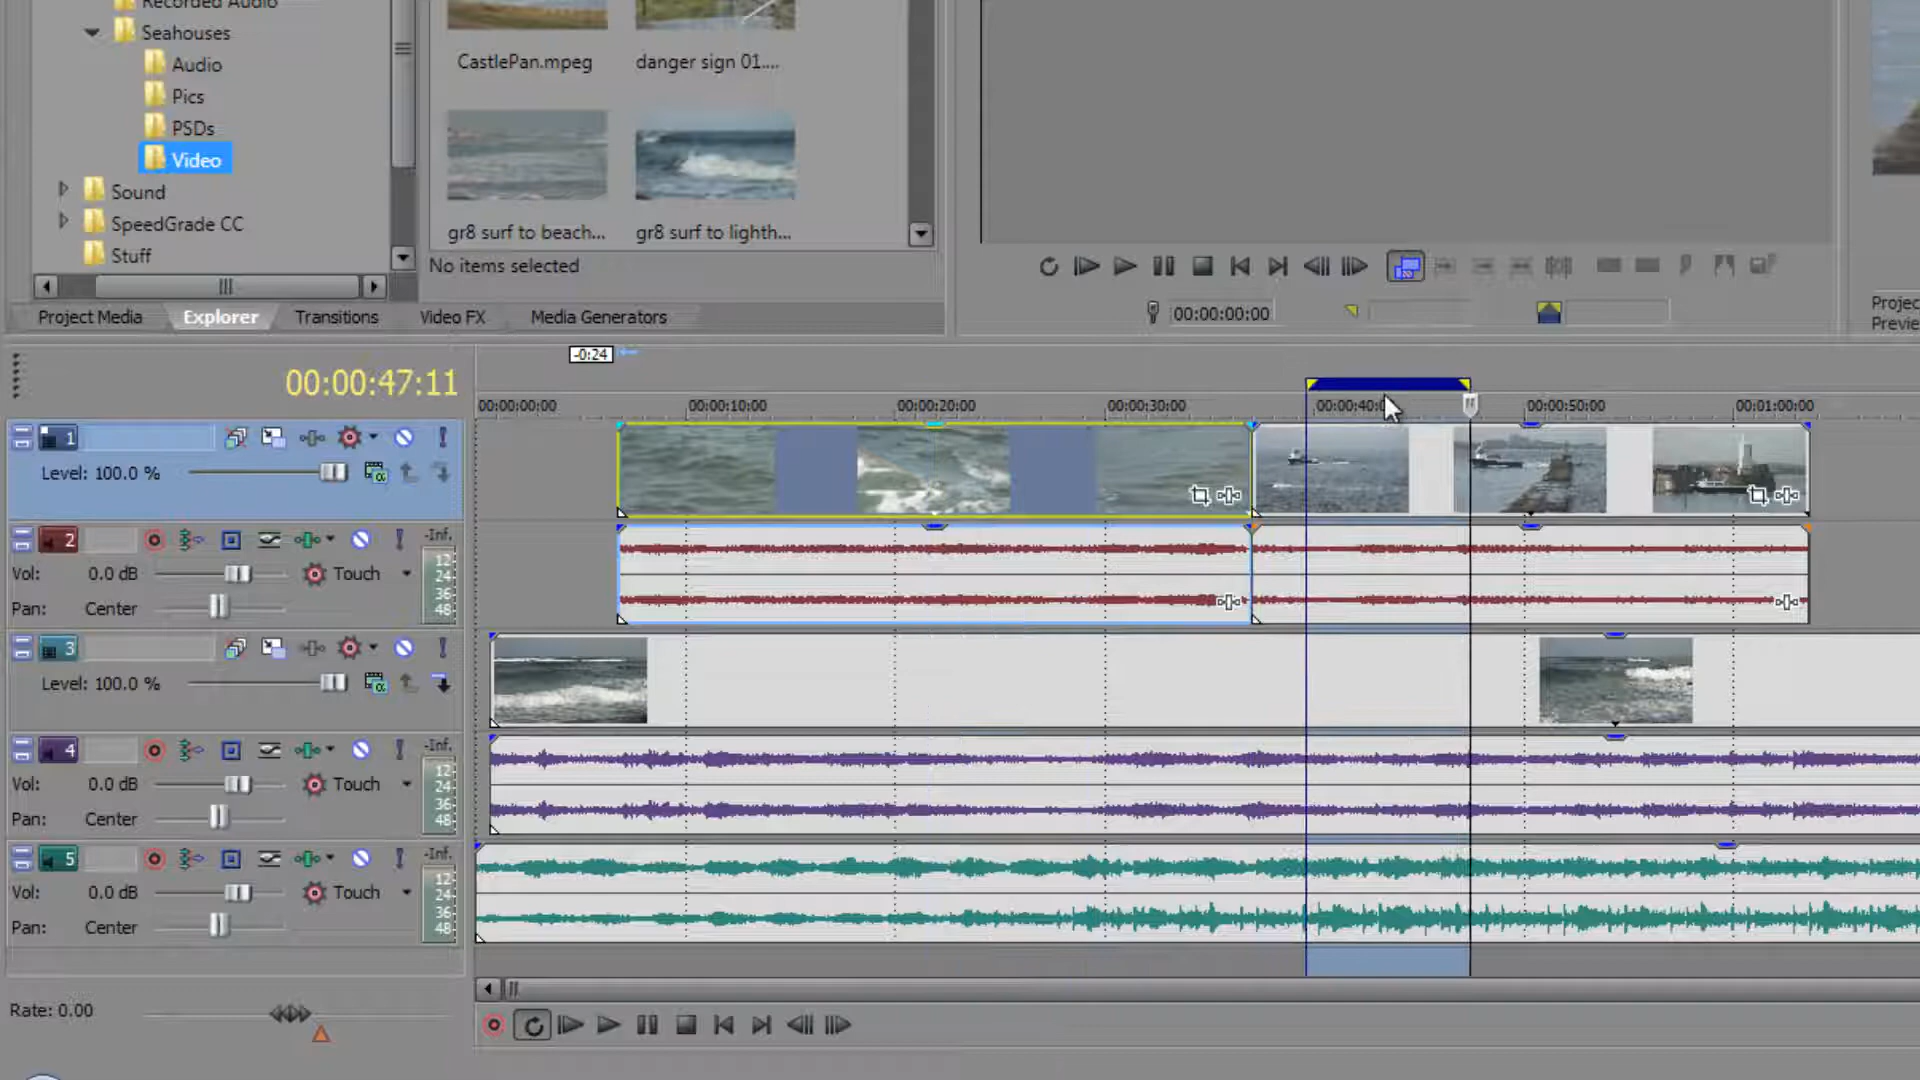 Recorded Audio
Seahouses
Audio
Pics
PSDs
Video
Sound
SpeedGrade CC
Stuff
CastlePan.mpeg
danger sign 01....
gr8 surf to beach...
gr8 surf to lighth...
No items selected
Project Media
Explorer
Transitions
Video FX
Media Generators
00:00:00:00
Projec
Preview
-0:24
00:00:47:11
00:00:00:00
00:00:10:00
00:00:20:00
00:00:30:00
00:00:40:0
00:00:50:00
00:01:00:00
1
Level: 100.0 %
2
-Inf.
12
24
36
48
Vol: 0.0 dB
Touch
Pan: Center
3
Level: 100.0 %
4
-Inf.
12
24
36
48
Vol: 0.0 dB
Touch
Pan: Center
5
-Inf.
12
24
36
48
Vol: 0.0 dB
Touch
Pan: Center
Rate: 0.00